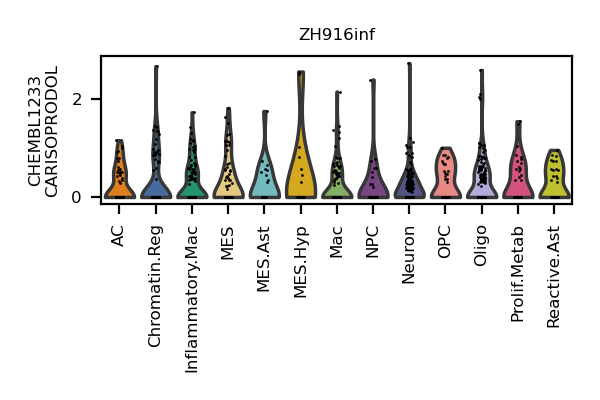 ZH916inf
CHEMBL1233
CARISOPRODOL
2
0
AC
Chromatin.Reg
Inflammatory.Mac
MES
MES.Ast
MES.Hyp
Mac
NPC
Neuron
OPC
Oligo
Prolif.Metab
Reactive.Ast